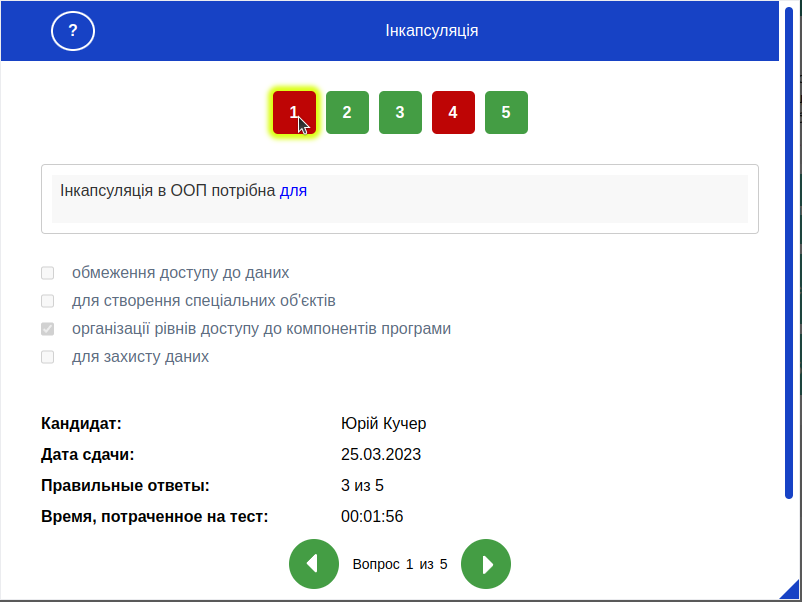 ?
Інкапсуляція
1 2 3 4 5
Інкапсуляція в ООП потрібна для
обмеження доступу до даних
для створення спеціальних об'єктів
організації рівнів доступу до компонентів програми
для захисту даних
Кандидат: Юрій Кучер
Дата сдачи: 25.03.2023
Правильные ответы: 3 из 5
Время, потраченное на тест: 00:01:56
Вопрос 1 из 5